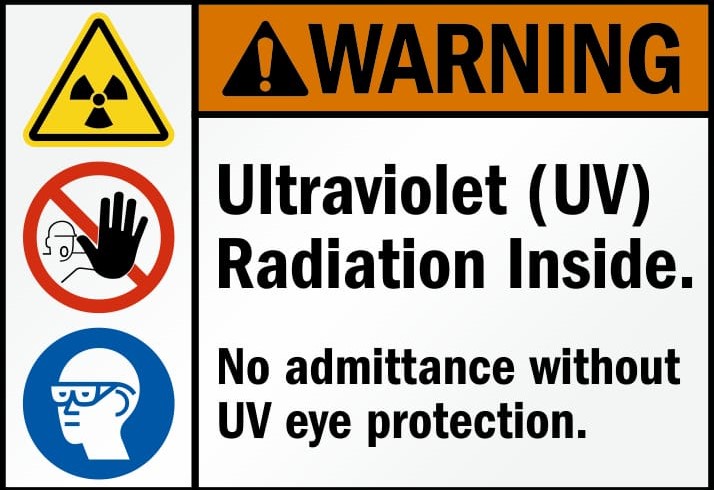 WARNING
Ultraviolet (UV)
Radiation Inside.
No admittance without
UV eye protection.